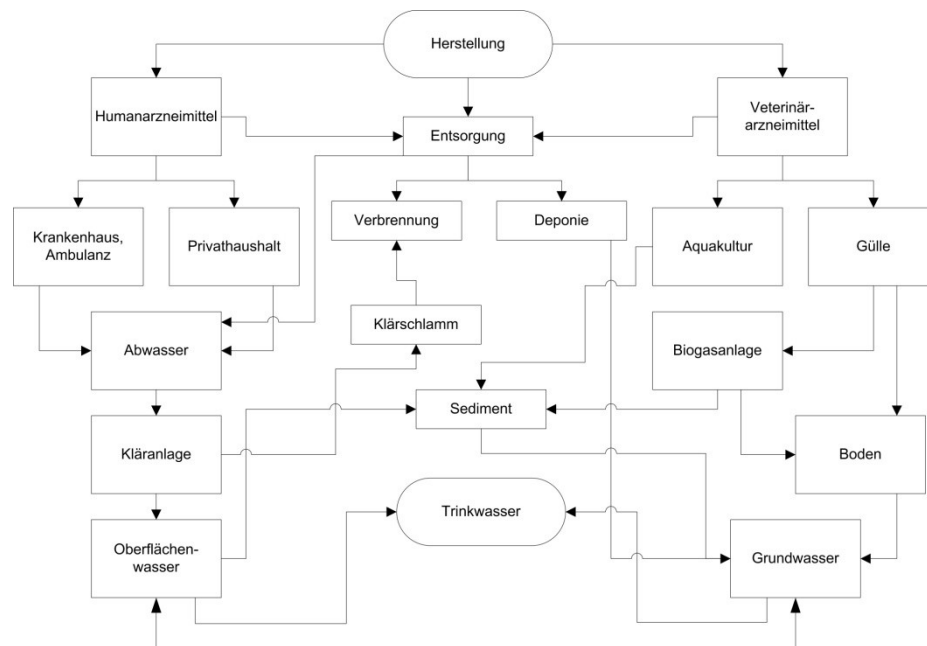 Herstellung
Humanarzneimittel
Veterinär-
arzneimittel
Entsorgung
Krankenhaus,
Ambulanz
Privathaushalt
Verbrennung
Deponie
Aquakultur
Gülle
Klärschlamm
Abwasser
Biogasanlage
Sediment
Kläranlage
Boden
Trinkwasser
Oberflächen-
wasser
Grundwasser